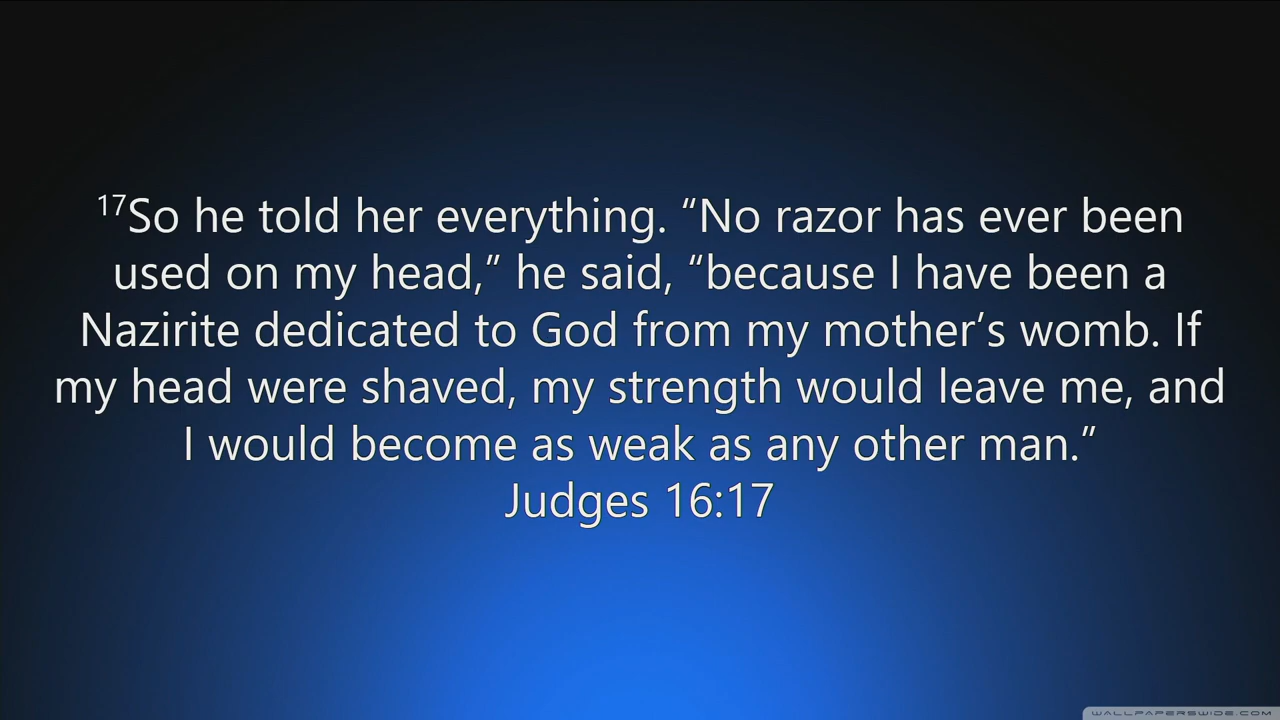 17So he told her everything. “No razor has ever been
used on my head,” he said, “because I have been a
Nazirite dedicated to God from my mother’s womb. If
my head were shaved, my strength would leave me, and
I would become as weak as any other man.”
Judges 16:17
WALLPAPERSWIDE.COM